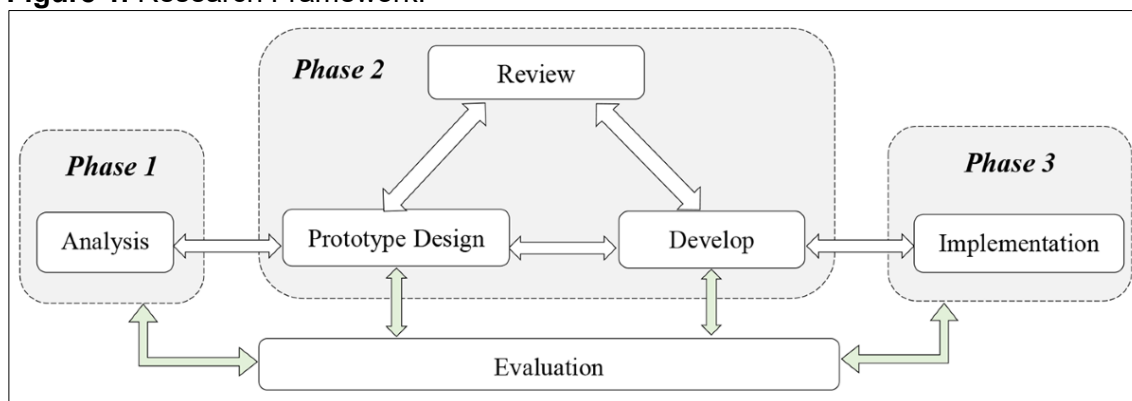 Figure 1. Research Framework.
Phase 2
Review
Phase 1
Phase 3
Analysis
Prototype Design
Develop
Implementation
Evaluation